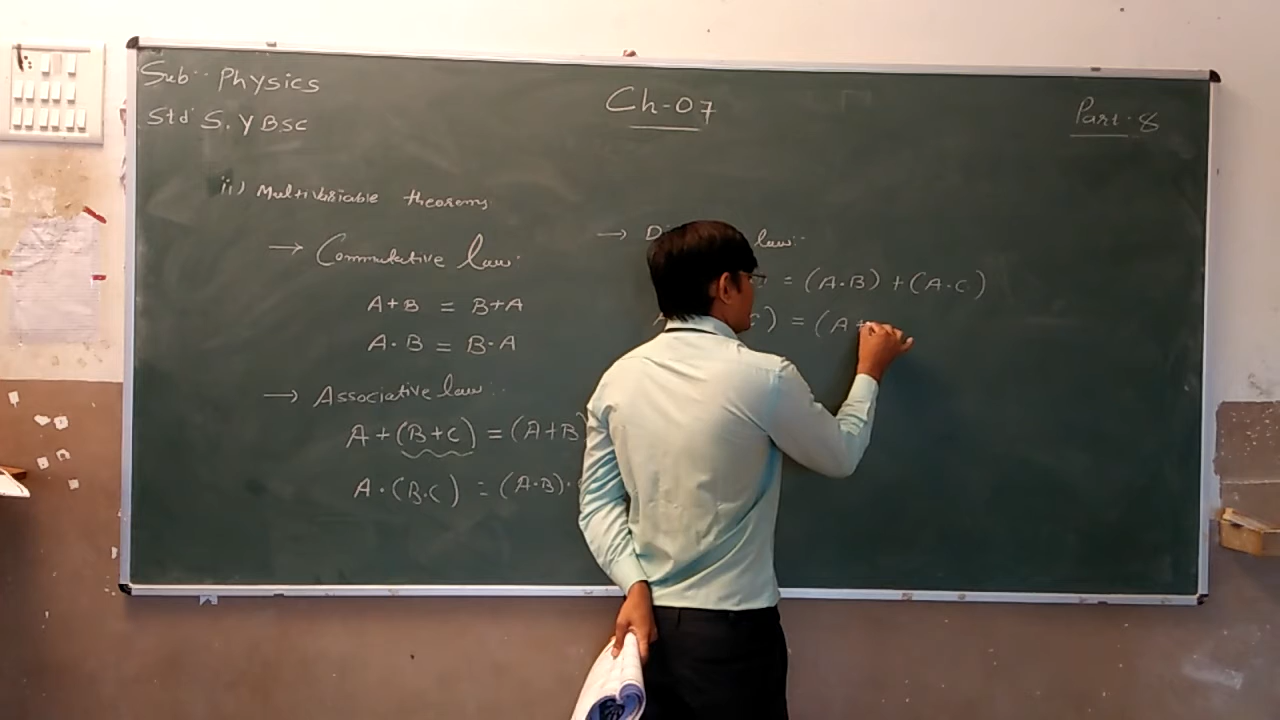 Sub:- Physics
Std S.Y BSC
Ch-07
Part-8
ii) Multivariable theorems
→ Commutative law:
A+B = B+A
A·B = B·A
→ Associative law:-
A+(B+C) = (A+B)
A·(B·C) = (A·B)·
→ law:-
= (A·B)+(A·C)
) = (A+